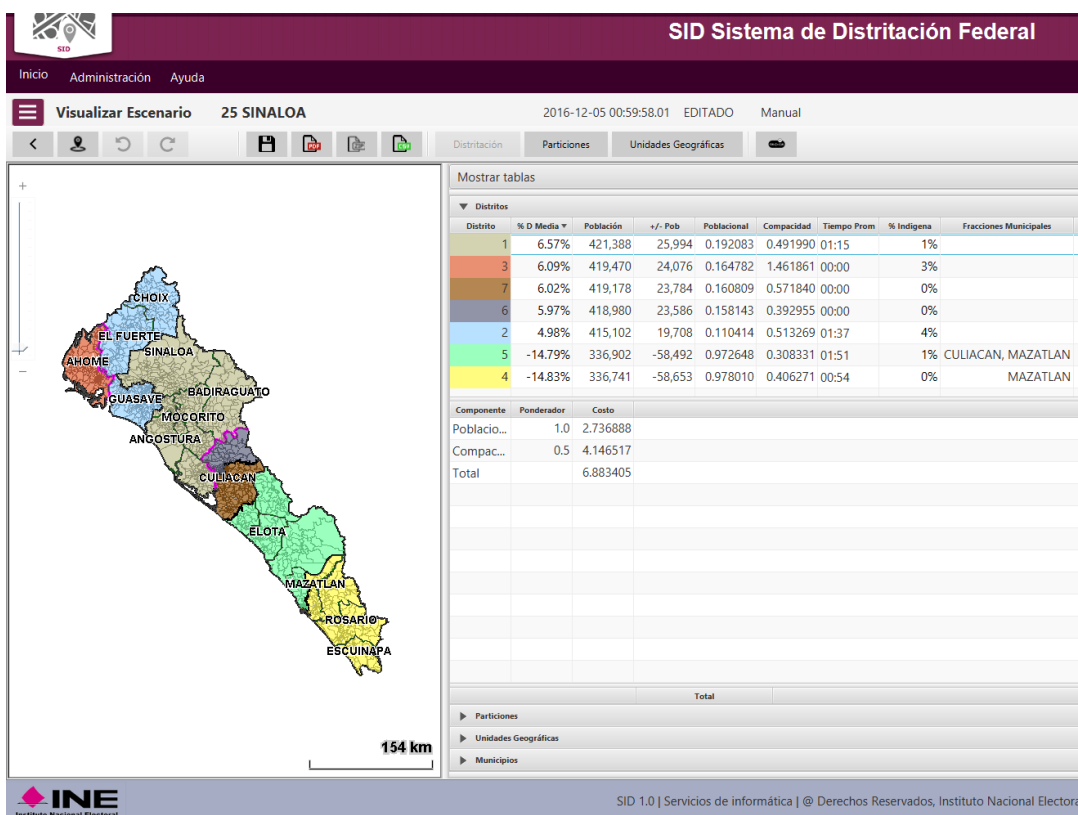 SID
SID Sistema de Distritación Federal
Inicio Administración Ayuda
Visualizar Escenario 25 SINALOA 2016-12-05 00:59:58.01 EDITADO Manual
Distritación Particiones Unidades Geográficas
Mostrar tablas
Distritos
Distrito % D Media Población +/- Pob Poblacional Compacidad Tiempo Prom % Indigena Fracciones Municipales
1 6.57% 421,388 25,994 0.192083 0.491990 01:15 1%
3 6.09% 419,470 24,076 0.164782 1.461861 00:00 3%
7 6.02% 419,178 23,784 0.160809 0.571840 00:00 0%
6 5.97% 418,980 23,586 0.158143 0.392955 00:00 0%
2 4.98% 415,102 19,708 0.110414 0.513269 01:37 4%
5 -14.79% 336,902 -58,492 0.972648 0.308331 01:51 1% CULIACAN, MAZATLAN
4 -14.83% 336,741 -58,653 0.978010 0.406271 00:54 0% MAZATLAN
Componente Ponderador Costo
Poblacio... 1.0 2.736888
Compac... 0.5 4.146517
Total 6.883405
Total
Particiones
Unidades Geográficas
Municipios
CHOIX
EL FUERTE
SINALOA
AHOME
GUASAVE
BADIRAGUATO
MOCORITO
ANGOSTURA
CULIACAN
ELOTA
MAZATLAN
ROSARIO
ESCUINAPA
154 km
INE
Instituto Nacional Electoral
SID 1.0 | Servicios de informática | @ Derechos Reservados, Instituto Nacional Electora